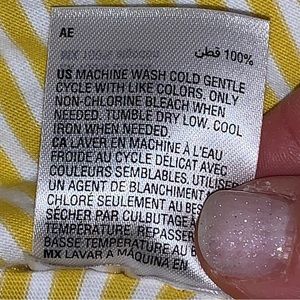 AE
100% قطن
US MACHINE WASH COLD GENTLE
CYCLE WITH LIKE COLORS. ONLY
NON-CHLORINE BLEACH WHEN
NEEDED. TUMBLE DRY LOW. COOL
IRON WHEN NEEDED.
CA LAVER EN MACHINE À L'EAU
FROIDE AU CYCLE DÉLICAT AVEC
COULEURS SEMBLABLES. UTILISER
UN AGENT DE BLANCHIMENT
CHLORE SEULEMENT AU BES
SÉCHER PAR CULBUTAGE À
TEMPÉRATURE. REPASSER
BASSE TEMPÉRATURE AU B
MX LAVAR A MÁQUINA EN